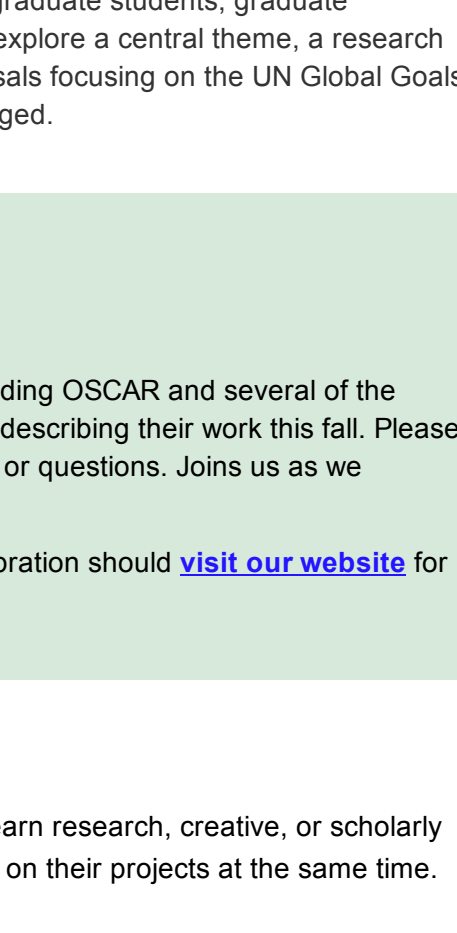 graduate students, graduate
explore a central theme, a research
sals focusing on the UN Global Goals
ged.
ding OSCAR and several of the
describing their work this fall. Please
or questions. Joins us as we
oration should visit our website for
earn research, creative, or scholarly
on their projects at the same time.